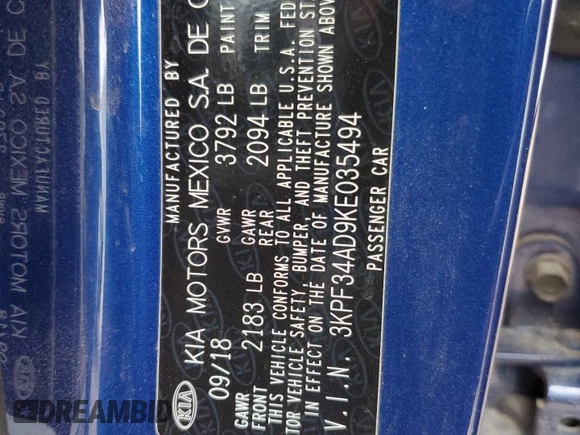 KIA
MANUFACTURED BY
KIA MOTORS MEXICO S.A. DE C
09/18 GVWR 3792 LB PAINT
GAWR FRONT 2183 LB GAWR REAR 2094 LB TRIM
THIS VEHICLE CONFORMS TO ALL APPLICABLE U.S.A. FED
TOR VEHICLE SAFETY, BUMPER, AND THEFT PREVENTION ST
IN EFFECT ON THE DATE OF MANUFACTURE SHOWN ABOV
V.I.N. 3KPF34AD9KE035494
PASSENGER CAR
DREAMBID